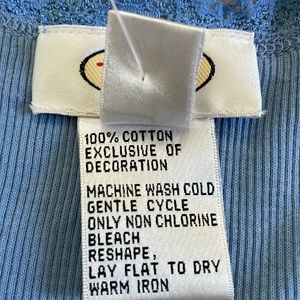 100% COTTON
EXCLUSIVE OF
DECORATION
MACHINE WASH COLD
GENTLE CYCLE
ONLY NON CHLORINE
BLEACH
RESHAPE,
LAY FLAT TO DRY
WARM IRON